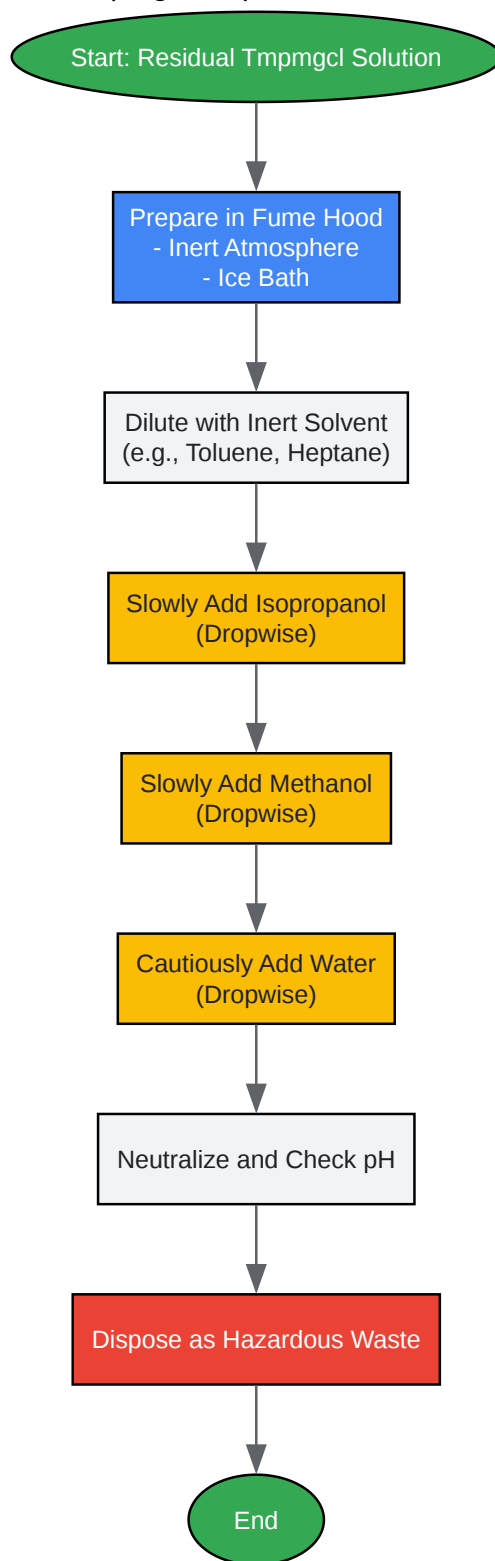 Start: Residual Tmpmgcl Solution
Prepare in Fume Hood
- Inert Atmosphere
- Ice Bath
Dilute with Inert Solvent
(e.g., Toluene, Heptane)
Slowly Add Isopropanol
(Dropwise)
Slowly Add Methanol
(Dropwise)
Cautiously Add Water
(Dropwise)
Neutralize and Check pH
Dispose as Hazardous Waste
End